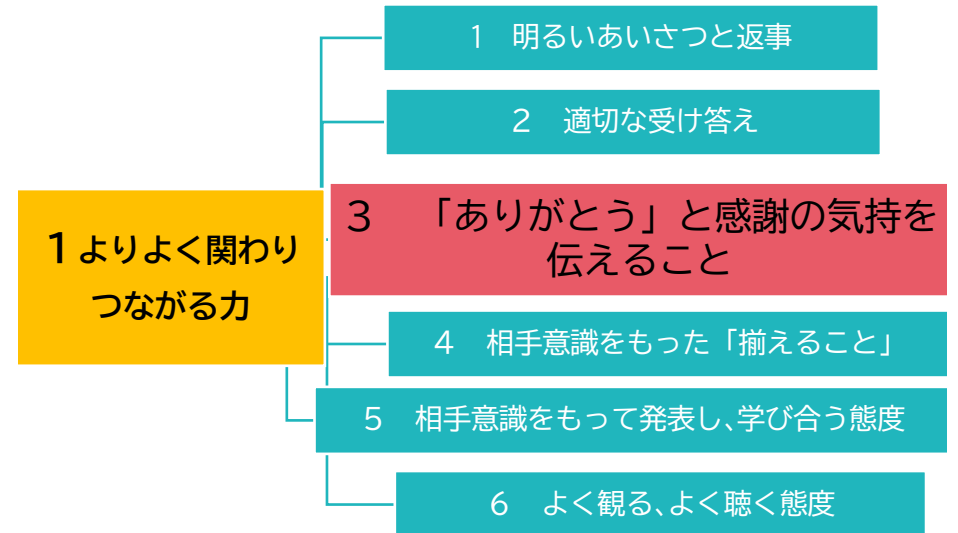 1 明るいあいさつと返事
2 適切な受け答え
1よりよく関わり
つながる力
3 「ありがとう」と感謝の気持を
伝えること
4 相手意識をもった「揃えること」
5 相手意識をもって発表し、学び合う態度
6 よく観る、よく聴く態度